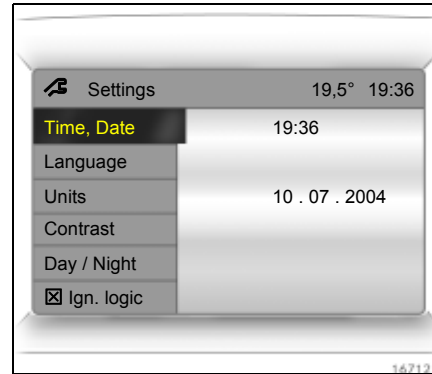 Settings 19,5° 19:36
Time, Date 19:36
Language
Units 10 . 07 . 2004
Contrast
Day / Night
☒ Ign. logic
16712